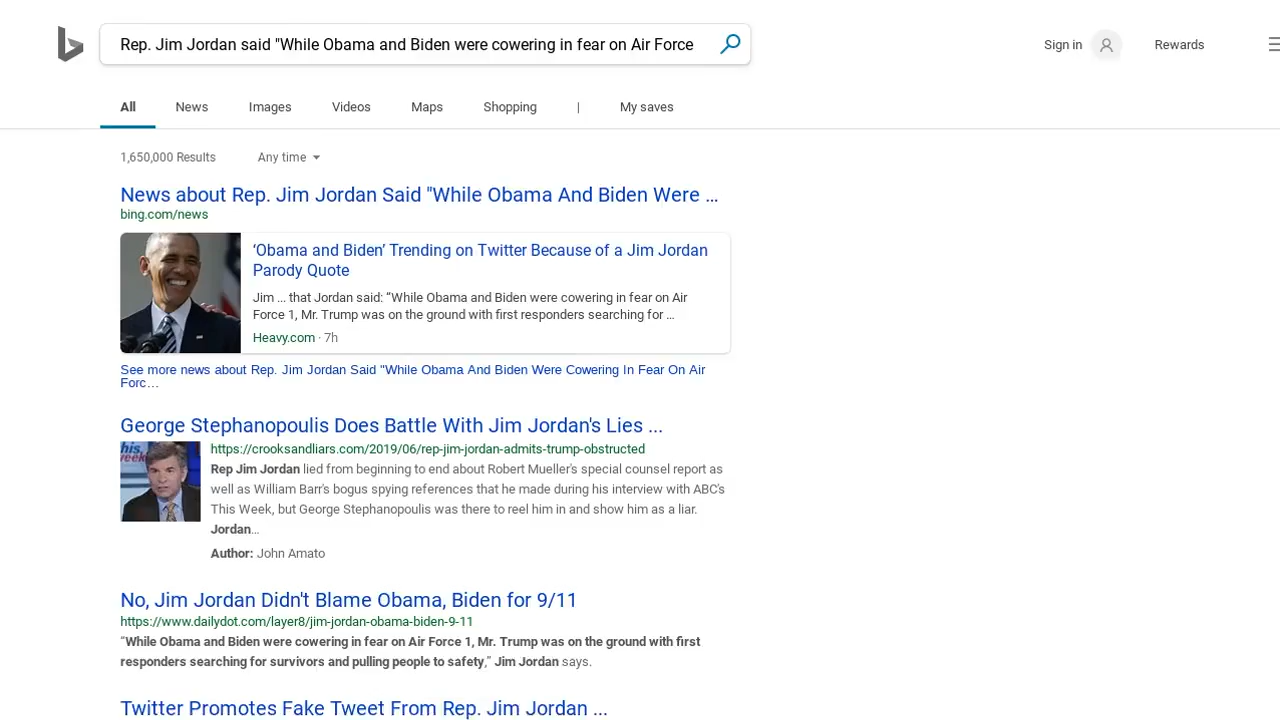 Rep. Jim Jordan said "While Obama and Biden were cowering in fear on Air Force
Sign in
Rewards
All
News
Images
Videos
Maps
Shopping
|
My saves
1,650,000 Results
Any time
News about Rep. Jim Jordan Said "While Obama And Biden Were …
bing.com/news
‘Obama and Biden’ Trending on Twitter Because of a Jim Jordan
Parody Quote
Jim ... that Jordan said: “While Obama and Biden were cowering in fear on Air
Force 1, Mr. Trump was on the ground with first responders searching for …
Heavy.com · 7h
See more news about Rep. Jim Jordan Said "While Obama And Biden Were Cowering In Fear On Air
Forc…
George Stephanopoulis Does Battle With Jim Jordan's Lies ...
his
week
https://crooksandliars.com/2019/06/rep-jim-jordan-admits-trump-obstructed
Rep Jim Jordan lied from beginning to end about Robert Mueller's special counsel report as
well as William Barr's bogus spying references that he made during his interview with ABC's
This Week, but George Stephanopoulis was there to reel him in and show him as a liar.
Jordan…
Author: John Amato
No, Jim Jordan Didn't Blame Obama, Biden for 9/11
https://www.dailydot.com/layer8/jim-jordan-obama-biden-9-11
“While Obama and Biden were cowering in fear on Air Force 1, Mr. Trump was on the ground with first
responders searching for survivors and pulling people to safety,” Jim Jordan says.
Twitter Promotes Fake Tweet From Rep. Jim Jordan ...